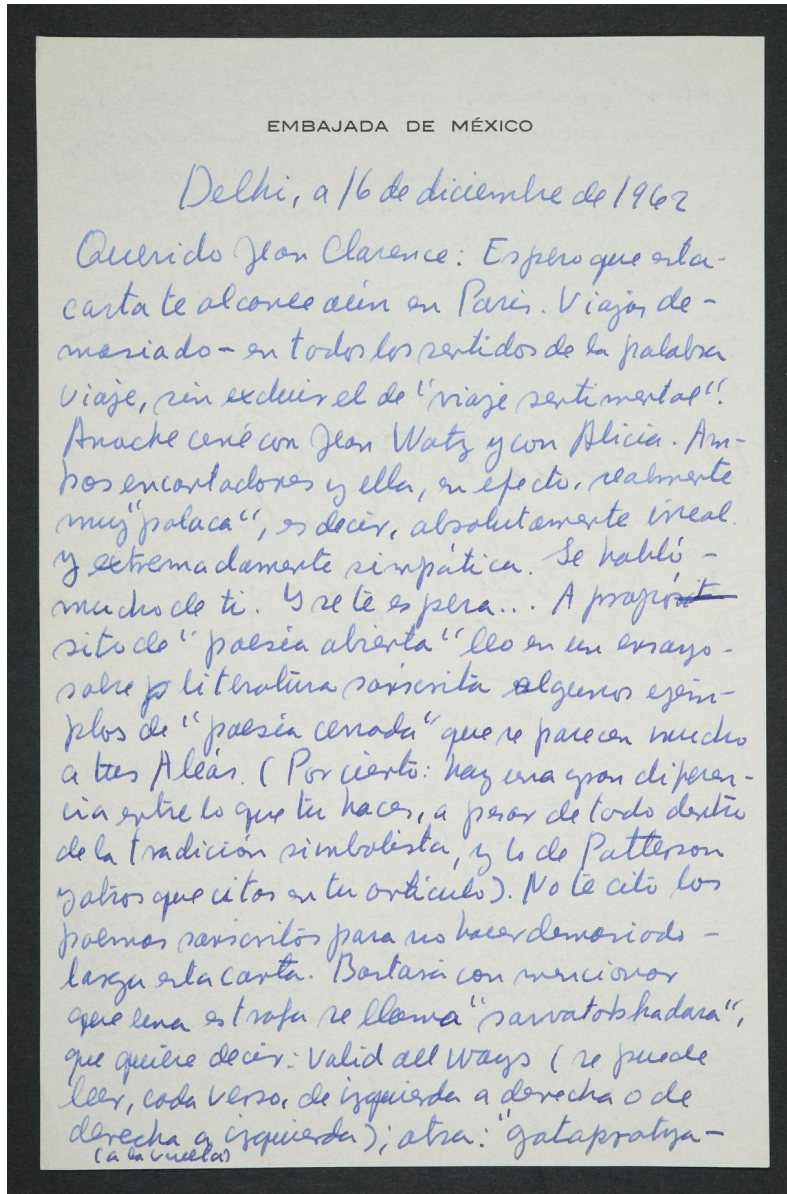 EMBAJADA DE MÉXICO
Delhi, a 16 de diciembre de 1962
Querido Jean Clarence: Espero que esta
carta te alcance aún en Paris. Viajas de-
masiado - en todos los sentidos de la palabra
viaje, sin excluir el de "viaje sentimental".
Anoche cené con Jean Watz y con Alicia. Am-
bos encantadores y ella, en efecto, realmente
muy "polaca", es decir, absolutamente irreal
y extremadamente simpática. Se habló -
mucho de ti. Y se te espera... A propósit
sito de "poesía abierta" leo en un ensayo -
sobre literatura sánscrita algunos ejem-
plos de "poesía cerrada" que se parecen mucho
a tus Aleás. (Por cierto: hay una gran diferen-
cia entre lo que tu haces, a pesar de todo dentro
de la tradición simbolista, y lo de Patterson
y otros que citas en tu artículo). No te cito los
poemas sánscritos para no hacer demasiado -
larga esta carta. Bastará con mencionar
que una estrofa se llama "sarvatobhadara",
que quiere decir: valid all ways (se puede
leer, cada verso, de izquierda a derecha o de
derecha a izquierda); otra: "gatapratya-
(a la vuelta)